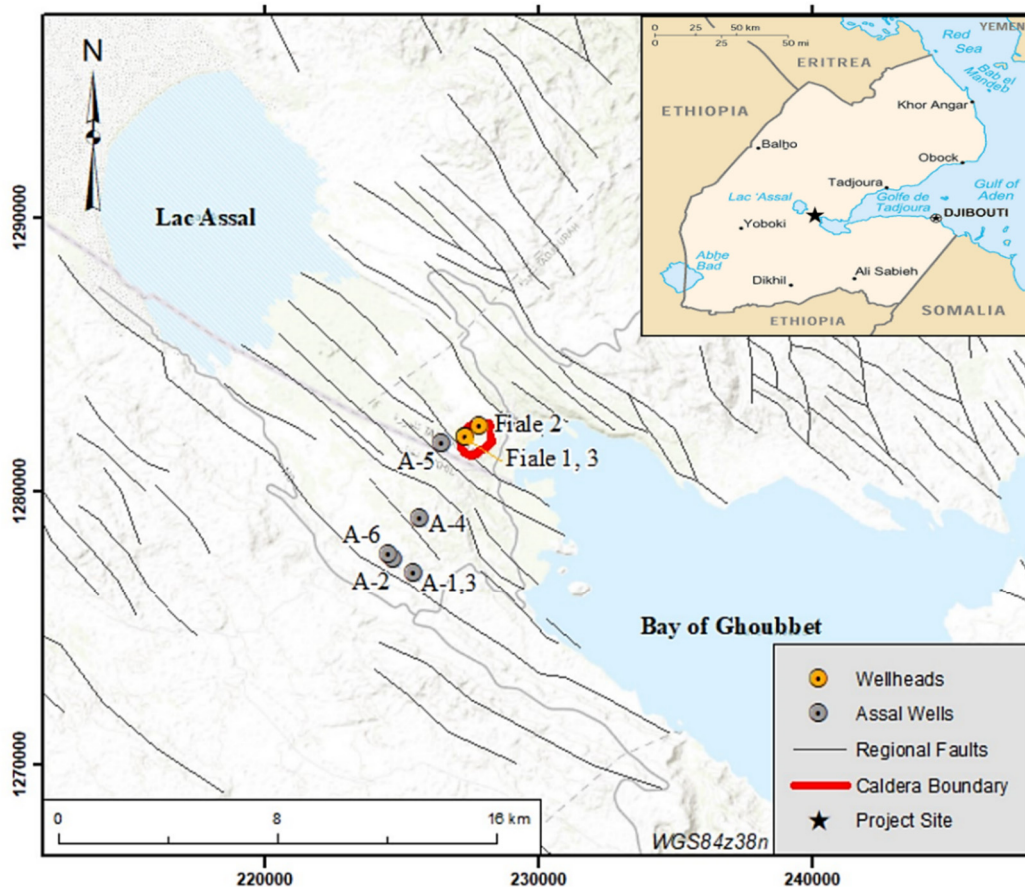 N
Lac Assal
1290000
1280000
1270000
220000
230000
240000
0 25 50 km
0 25 50 mi
YEMEN
Red
Sea
Bab el
Mandeb
ERITREA
ETHIOPIA
Khor Angar
Balho
Obock
Tadjoura
Lac 'Assal
Golfe de
Tadjoura
Gulf of
Aden
DJIBOUTI
Yoboki
Abhe
Bad
Dikhil
Ali Sabieh
SOMALIA
ETHIOPIA
Fiale 2
Fiale 1, 3
A-5
A-4
A-6
A-2
A-1,3
Bay of Ghoubbet
Wellheads
Assal Wells
Regional Faults
Caldera Boundary
Project Site
0 8 16 km
WGS84z38n